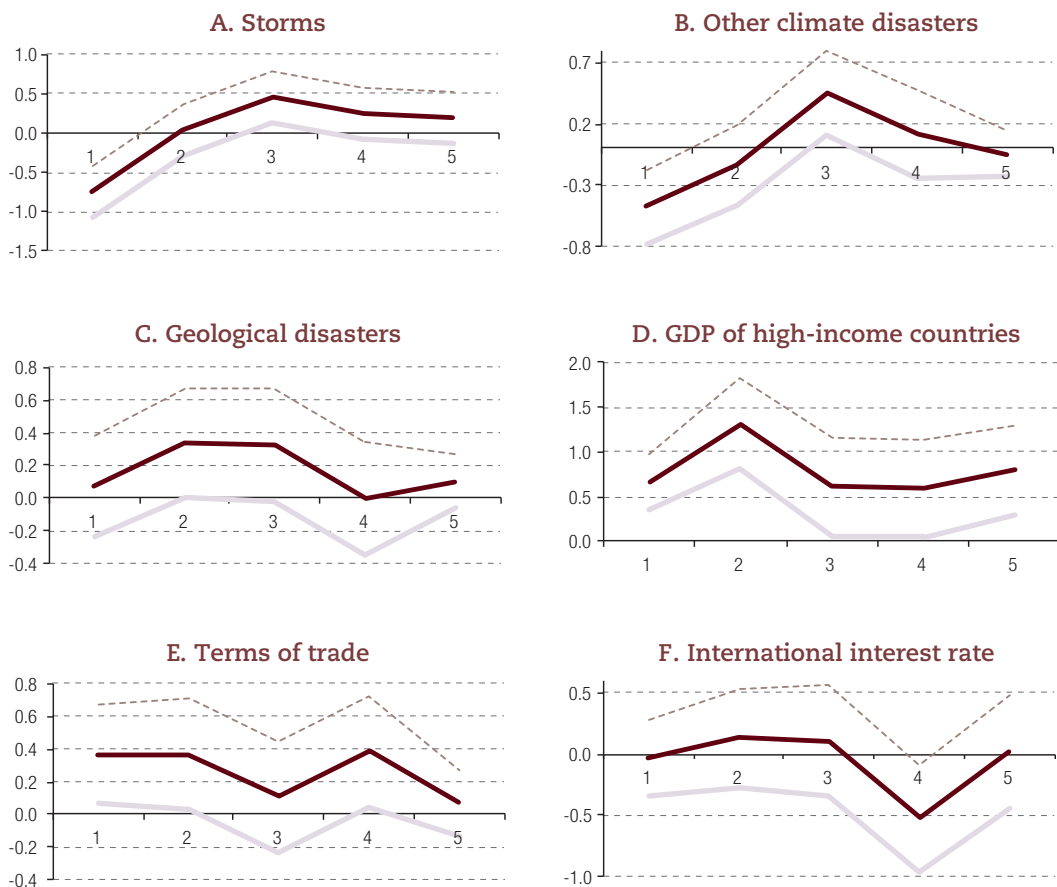 A. Storms
1.0
0.5
0.0
-0.5
-1.0
-1.5
1 2 3 4 5
B. Other climate disasters
0.7
0.2
-0.3
-0.8
1 2 3 4 5
C. Geological disasters
0.8
0.6
0.4
0.2
0.0
-0.2
-0.4
1 2 3 4 5
D. GDP of high-income countries
2.0
1.5
1.0
0.5
0.0
1 2 3 4 5
E. Terms of trade
0.8
0.6
0.4
0.2
0.0
-0.2
-0.4
1 2 3 4 5
F. International interest rate
0.5
0.0
-0.5
-1.0
1 2 3 4 5